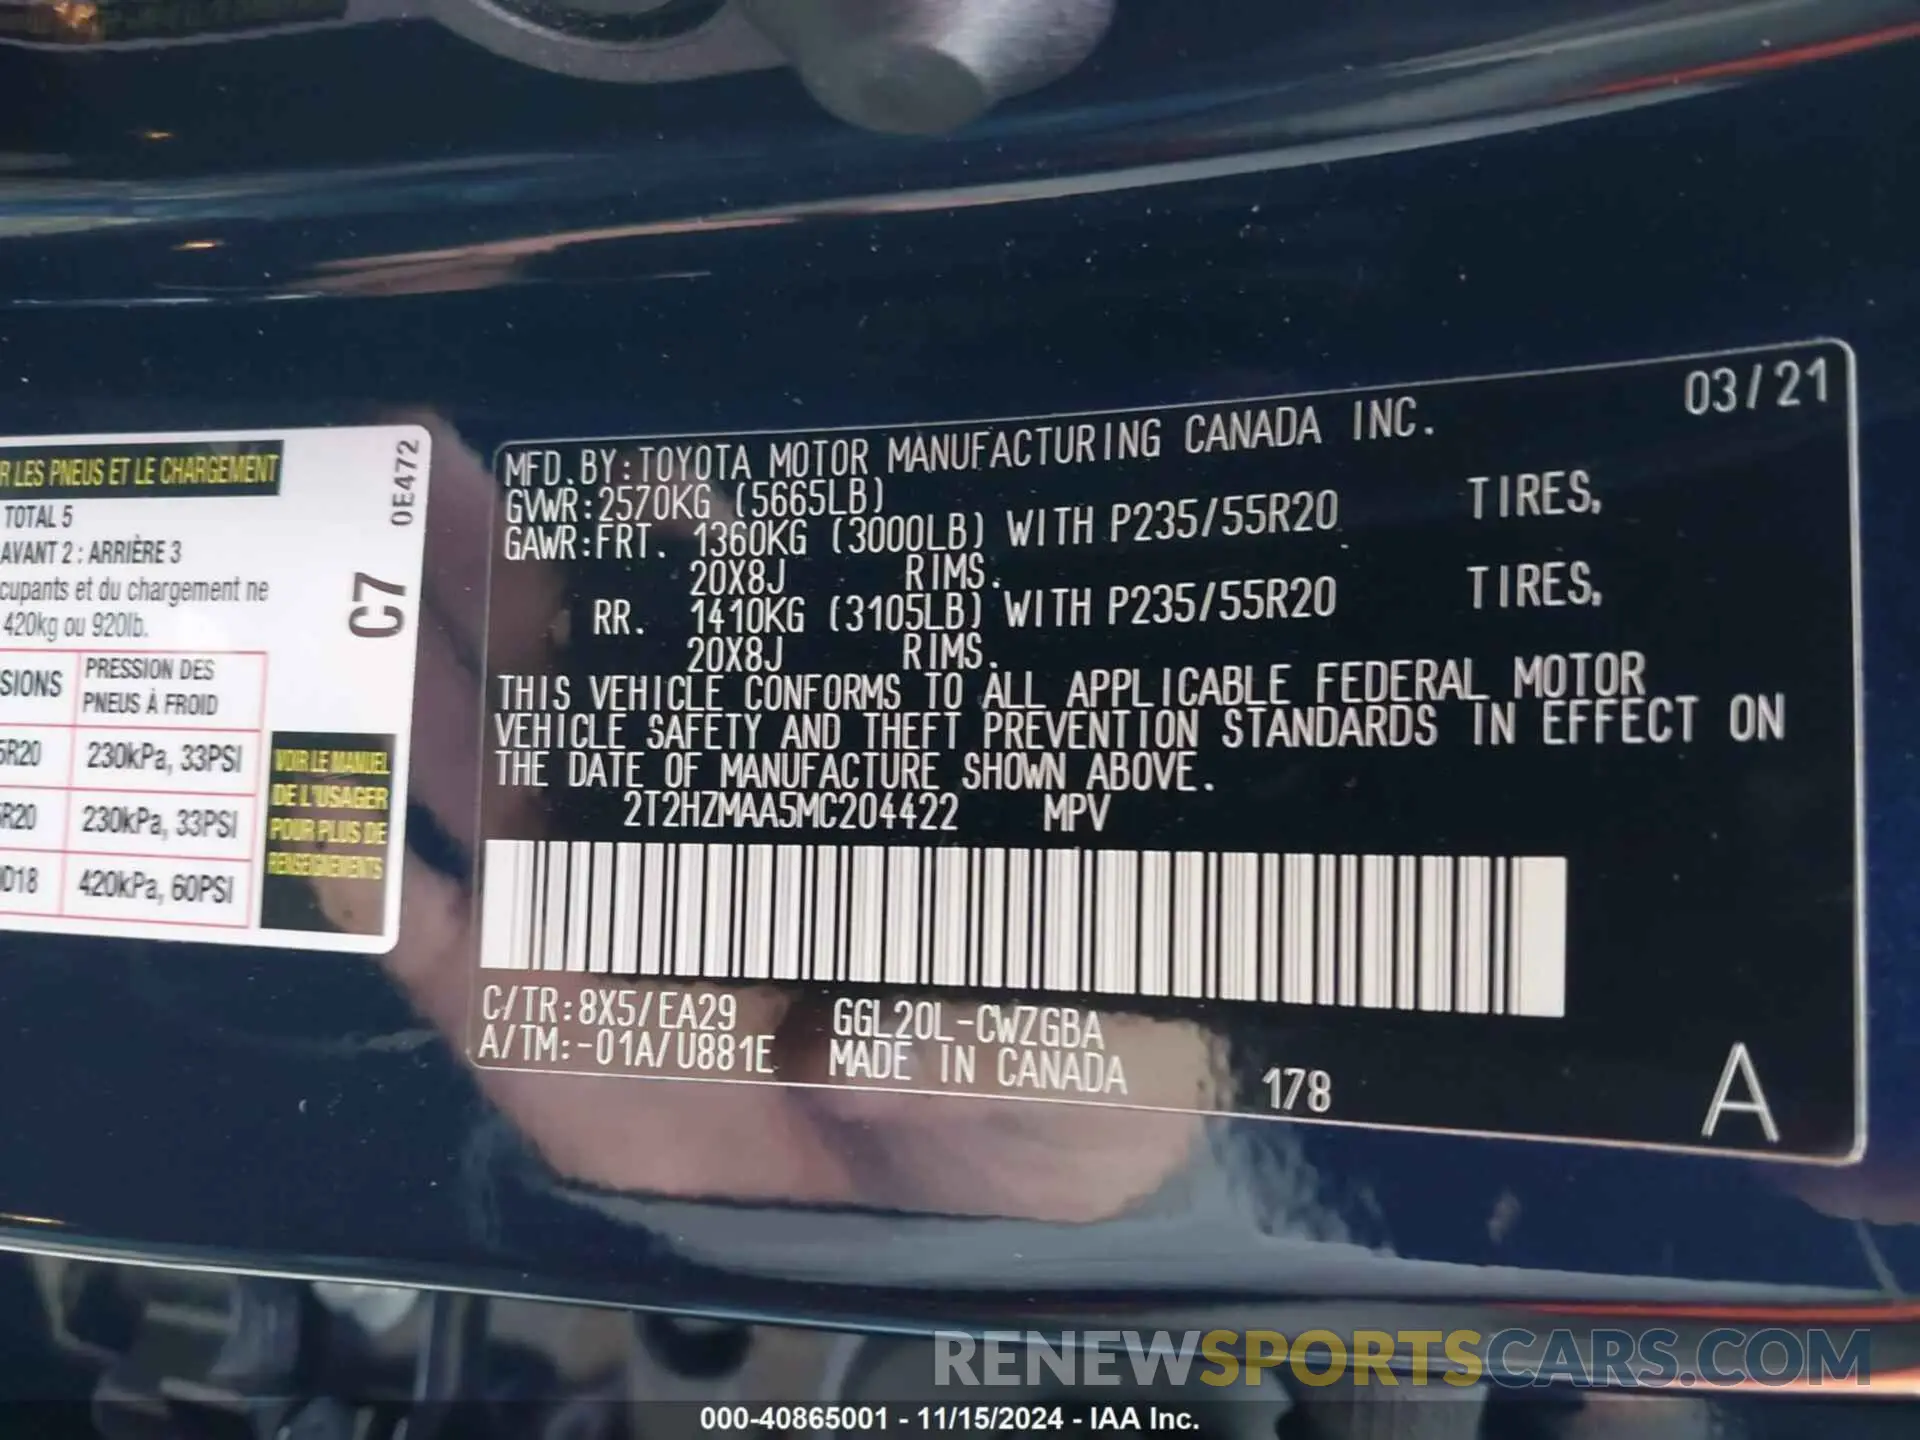 R LES PNEUS ET LE CHARGEMENT
TOTAL 5
AVANT 2 : ARRIÈRE 3
cupants et du chargement ne
420kg ou 920lb.
SIONS
PRESSION DES
PNEUS À FROID
5R20 230kPa, 33PSI
R20 230kPa, 33PSI
D18 420kPa, 60PSI
VOIR LE MANUEL
DE L'USAGER
POUR PLUS DE
RENSEIGNEMENTS
0E472
C7
03/21
MFD.BY:TOYOTA MOTOR MANUFACTURING CANADA INC.
GVWR:2570KG (5665LB)
GAWR:FRT. 1360KG (3000LB) WITH P235/55R20 TIRES,
20X8J RIMS.
RR. 1410KG (3105LB) WITH P235/55R20 TIRES,
20X8J RIMS.
THIS VEHICLE CONFORMS TO ALL APPLICABLE FEDERAL MOTOR
VEHICLE SAFETY AND THEFT PREVENTION STANDARDS IN EFFECT ON
THE DATE OF MANUFACTURE SHOWN ABOVE.
2T2HZMAA5MC204422 MPV
C/TR:8X5/EA29 GGL20L-CWZGBA
A/TM:-01A/U881E MADE IN CANADA
178
A
RENEWSPORTSCARS.COM
000-40865001 - 11/15/2024 - IAA Inc.